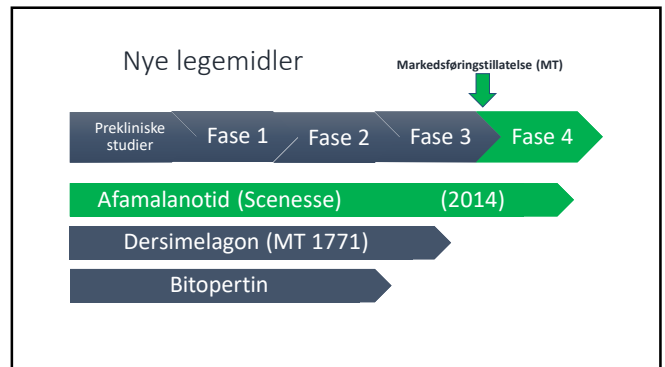 Nye legemidler
Markedsføringstillatelse (MT)
Prekliniske
studier
Fase 1
Fase 2
Fase 3
Fase 4
Afamalanotid (Scenesse) (2014)
Dersimelagon (MT 1771)
Bitopertin